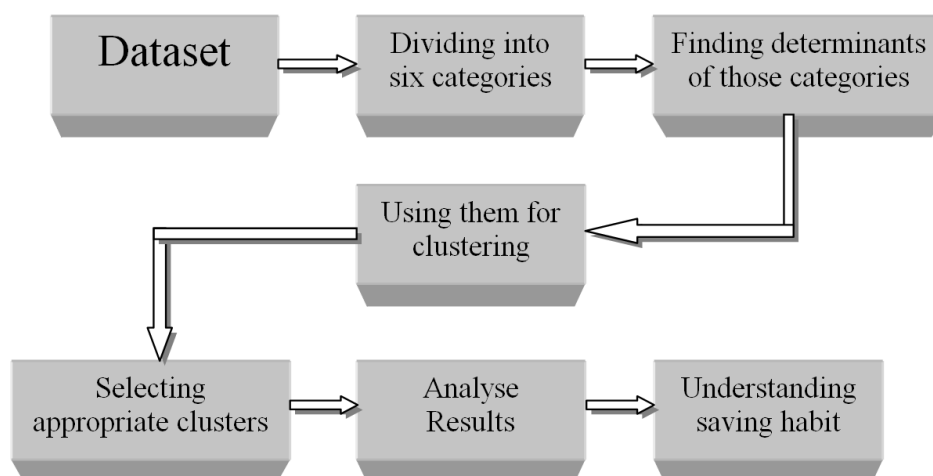 Dataset
Dividing into
six categories
Finding determinants
of those categories
Using them for
clustering
Selecting
appropriate clusters
Analyse
Results
Understanding
saving habit